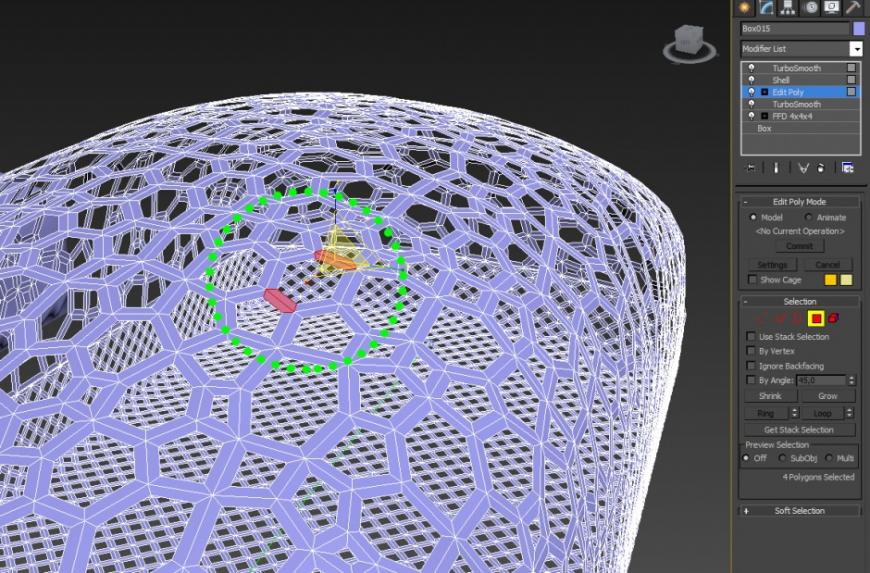 Box015
Modifier List
TurboSmooth
Shell
Edit Poly
TurboSmooth
FFD 4x4x4
Box
- Edit Poly Mode
Model Animate
<No Current Operation>
Commit
Settings Cancel
Show Cage
- Selection
Use Stack Selection
By Vertex
Ignore Backfacing
By Angle: 45,0
Shrink Grow
Ring Loop
Get Stack Selection
Preview Selection
Off SubObj Multi
4 Polygons Selected
+ Soft Selection